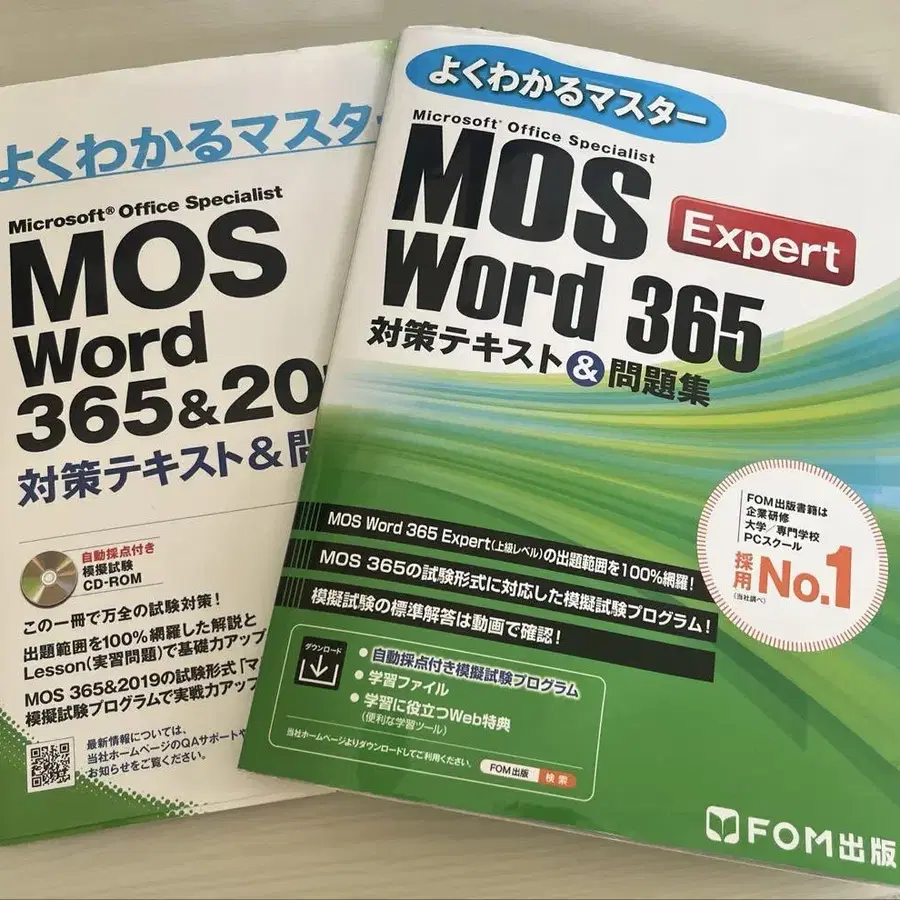 よくわかるマスター
Microsoft® Office Specialist
MOS
Word
365&20
対策テキスト&問
自動採点付き
模擬試験
CD-ROM
この一冊で万全の試験対策!
出題範囲を100%網羅した解説と
Lesson(実習問題)で基礎力アップ
MOS 365&2019の試験形式「マ
模擬試験プログラムで実戦力アップ
最新情報については、
当社ホームページのQAサポートや
お知らせをご覧ください。
よくわかるマスター
Microsoft® Office Specialist
MOS
Expert
Word 365
対策テキスト&問題集
FOM出版書籍は
企業研修
大学/専門学校
PCスクール
採用No.1
(当社調べ)
MOS Word 365 Expert(上級レベル)の出題範囲を100%網羅!
MOS 365の試験形式に対応した模擬試験プログラム!
模擬試験の標準解答は動画で確認!
ダウンロード
・自動採点付き模擬試験プログラム
・学習ファイル
・学習に役立つWeb特典
(便利な学習ツール)
当社ホームページよりダウンロードしてご利用ください。
FOM出版 検索
FOM出版